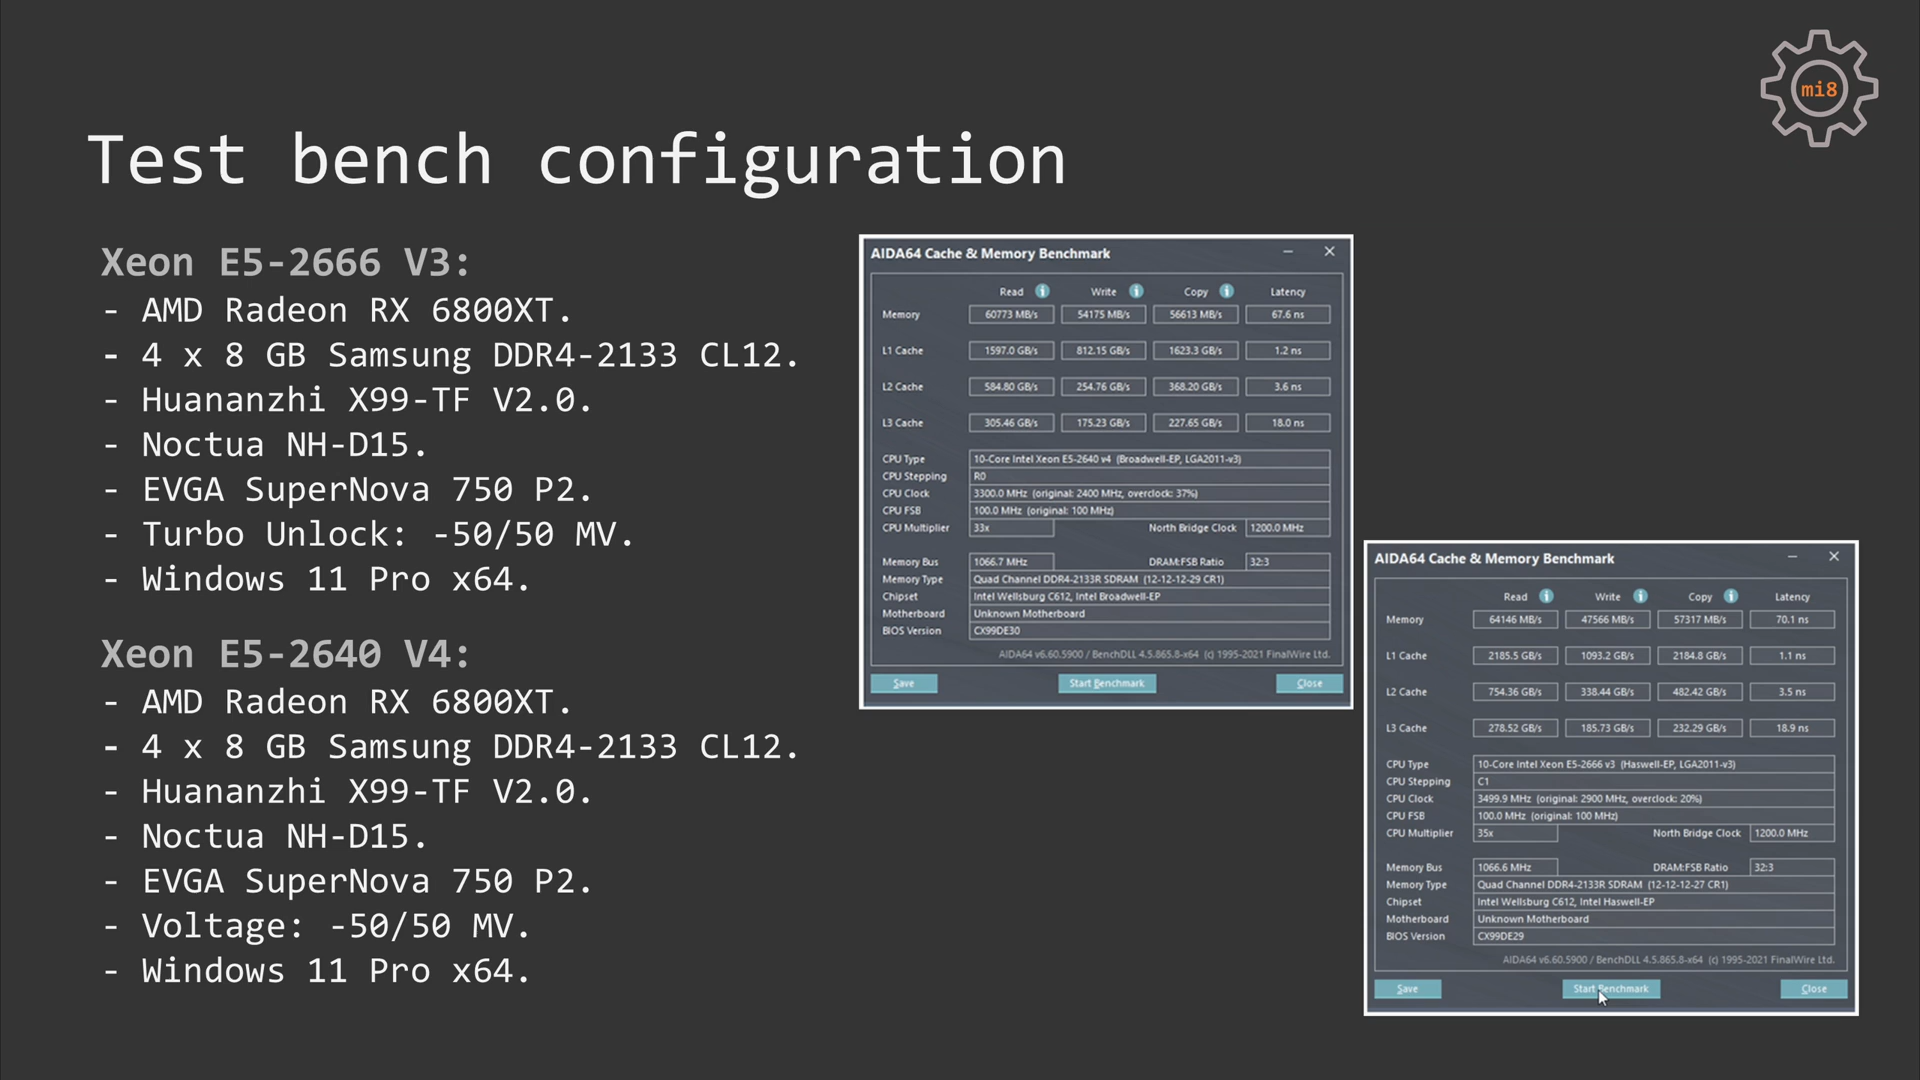 mi8
Test bench configuration
Xeon E5-2666 V3:
- AMD Radeon RX 6800XT.
- 4 x 8 GB Samsung DDR4-2133 CL12.
- Huananzhi X99-TF V2.0.
- Noctua NH-D15.
- EVGA SuperNova 750 P2.
- Turbo Unlock: -50/50 MV.
- Windows 11 Pro x64.
Xeon E5-2640 V4:
- AMD Radeon RX 6800XT.
- 4 x 8 GB Samsung DDR4-2133 CL12.
- Huananzhi X99-TF V2.0.
- Noctua NH-D15.
- EVGA SuperNova 750 P2.
- Voltage: -50/50 MV.
- Windows 11 Pro x64.
AIDA64 Cache & Memory Benchmark
Read Write Copy Latency
Memory 60773 MB/s 54175 MB/s 56613 MB/s 67.6 ns
L1 Cache 1597.0 GB/s 812.15 GB/s 1623.3 GB/s 1.2 ns
L2 Cache 584.80 GB/s 254.76 GB/s 368.20 GB/s 3.6 ns
L3 Cache 305.46 GB/s 175.23 GB/s 227.65 GB/s 18.0 ns
CPU Type 10-Core Intel Xeon E5-2640 v4 (Broadwell-EP, LGA2011-v3)
CPU Stepping R0
CPU Clock 3300.0 MHz (original: 2400 MHz, overclock: 37%)
CPU FSB 100.0 MHz (original: 100 MHz)
CPU Multiplier 33x North Bridge Clock 1200.0 MHz
Memory Bus 1066.7 MHz DRAM:FSB Ratio 32:3
Memory Type Quad Channel DDR4-2133R SDRAM (12-12-12-29 CR1)
Chipset Intel Wellsburg C612, Intel Broadwell-EP
Motherboard Unknown Motherboard
BIOS Version CX99DE30
AIDA64 v6.60.5900 / BenchDLL 4.5.865.8-x64 (c) 1995-2021 FinalWire Ltd.
Save Start Benchmark Close
AIDA64 Cache & Memory Benchmark
Read Write Copy Latency
Memory 64146 MB/s 47566 MB/s 57317 MB/s 70.1 ns
L1 Cache 2185.5 GB/s 1093.2 GB/s 2184.8 GB/s 1.1 ns
L2 Cache 754.36 GB/s 338.44 GB/s 482.42 GB/s 3.5 ns
L3 Cache 278.52 GB/s 185.73 GB/s 232.29 GB/s 18.9 ns
CPU Type 10-Core Intel Xeon E5-2666 v3 (Haswell-EP, LGA2011-v3)
CPU Stepping C1
CPU Clock 3499.9 MHz (original: 2900 MHz, overclock: 20%)
CPU FSB 100.0 MHz (original: 100 MHz)
CPU Multiplier 35x North Bridge Clock 1200.0 MHz
Memory Bus 1066.6 MHz DRAM:FSB Ratio 32:3
Memory Type Quad Channel DDR4-2133R SDRAM (12-12-12-27 CR1)
Chipset Intel Wellsburg C612, Intel Haswell-EP
Motherboard Unknown Motherboard
BIOS Version CX99DE29
AIDA64 v6.60.5900 / BenchDLL 4.5.865.8-x64 (c) 1995-2021 FinalWire Ltd.
Save Start Benchmark Close